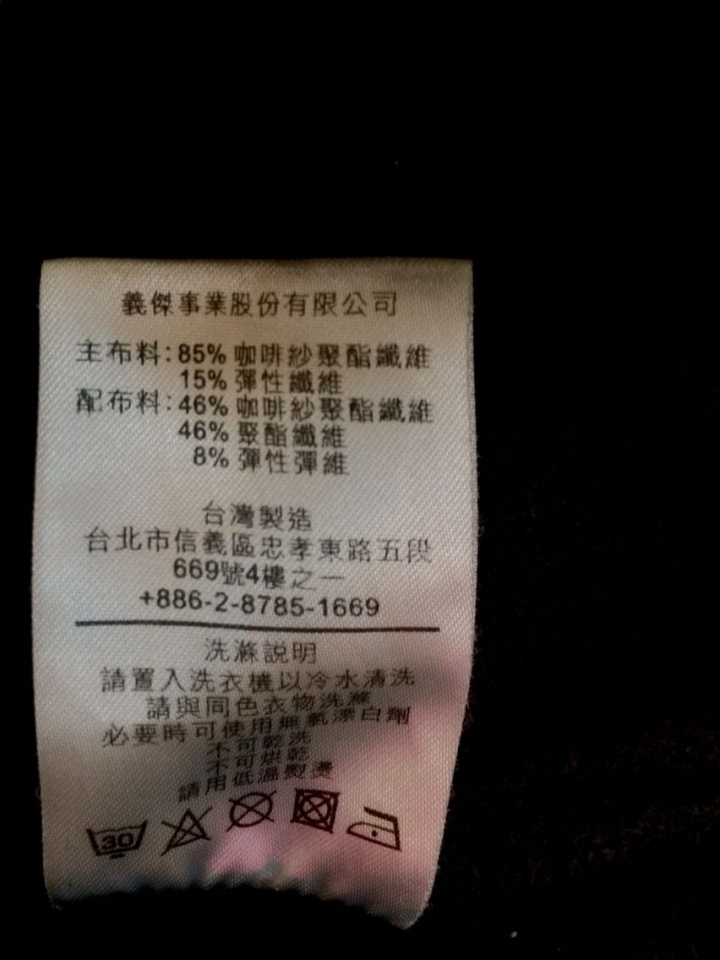 義傑事業股份有限公司
主布料:85% 咖啡紗聚酯纖維
15% 彈性纖維
配布料:46% 咖啡紗聚酯纖維
46% 聚酯纖維
8% 彈性彈維
台灣製造
台北市信義區忠孝東路五段
669號4樓之一
+886-2-8785-1669
洗滌説明
請置入洗衣機以冷水清洗
請與同色衣物洗滌
必要時可使用無氯漂白劑
不可乾洗
不可烘乾
請用低溫熨燙
30